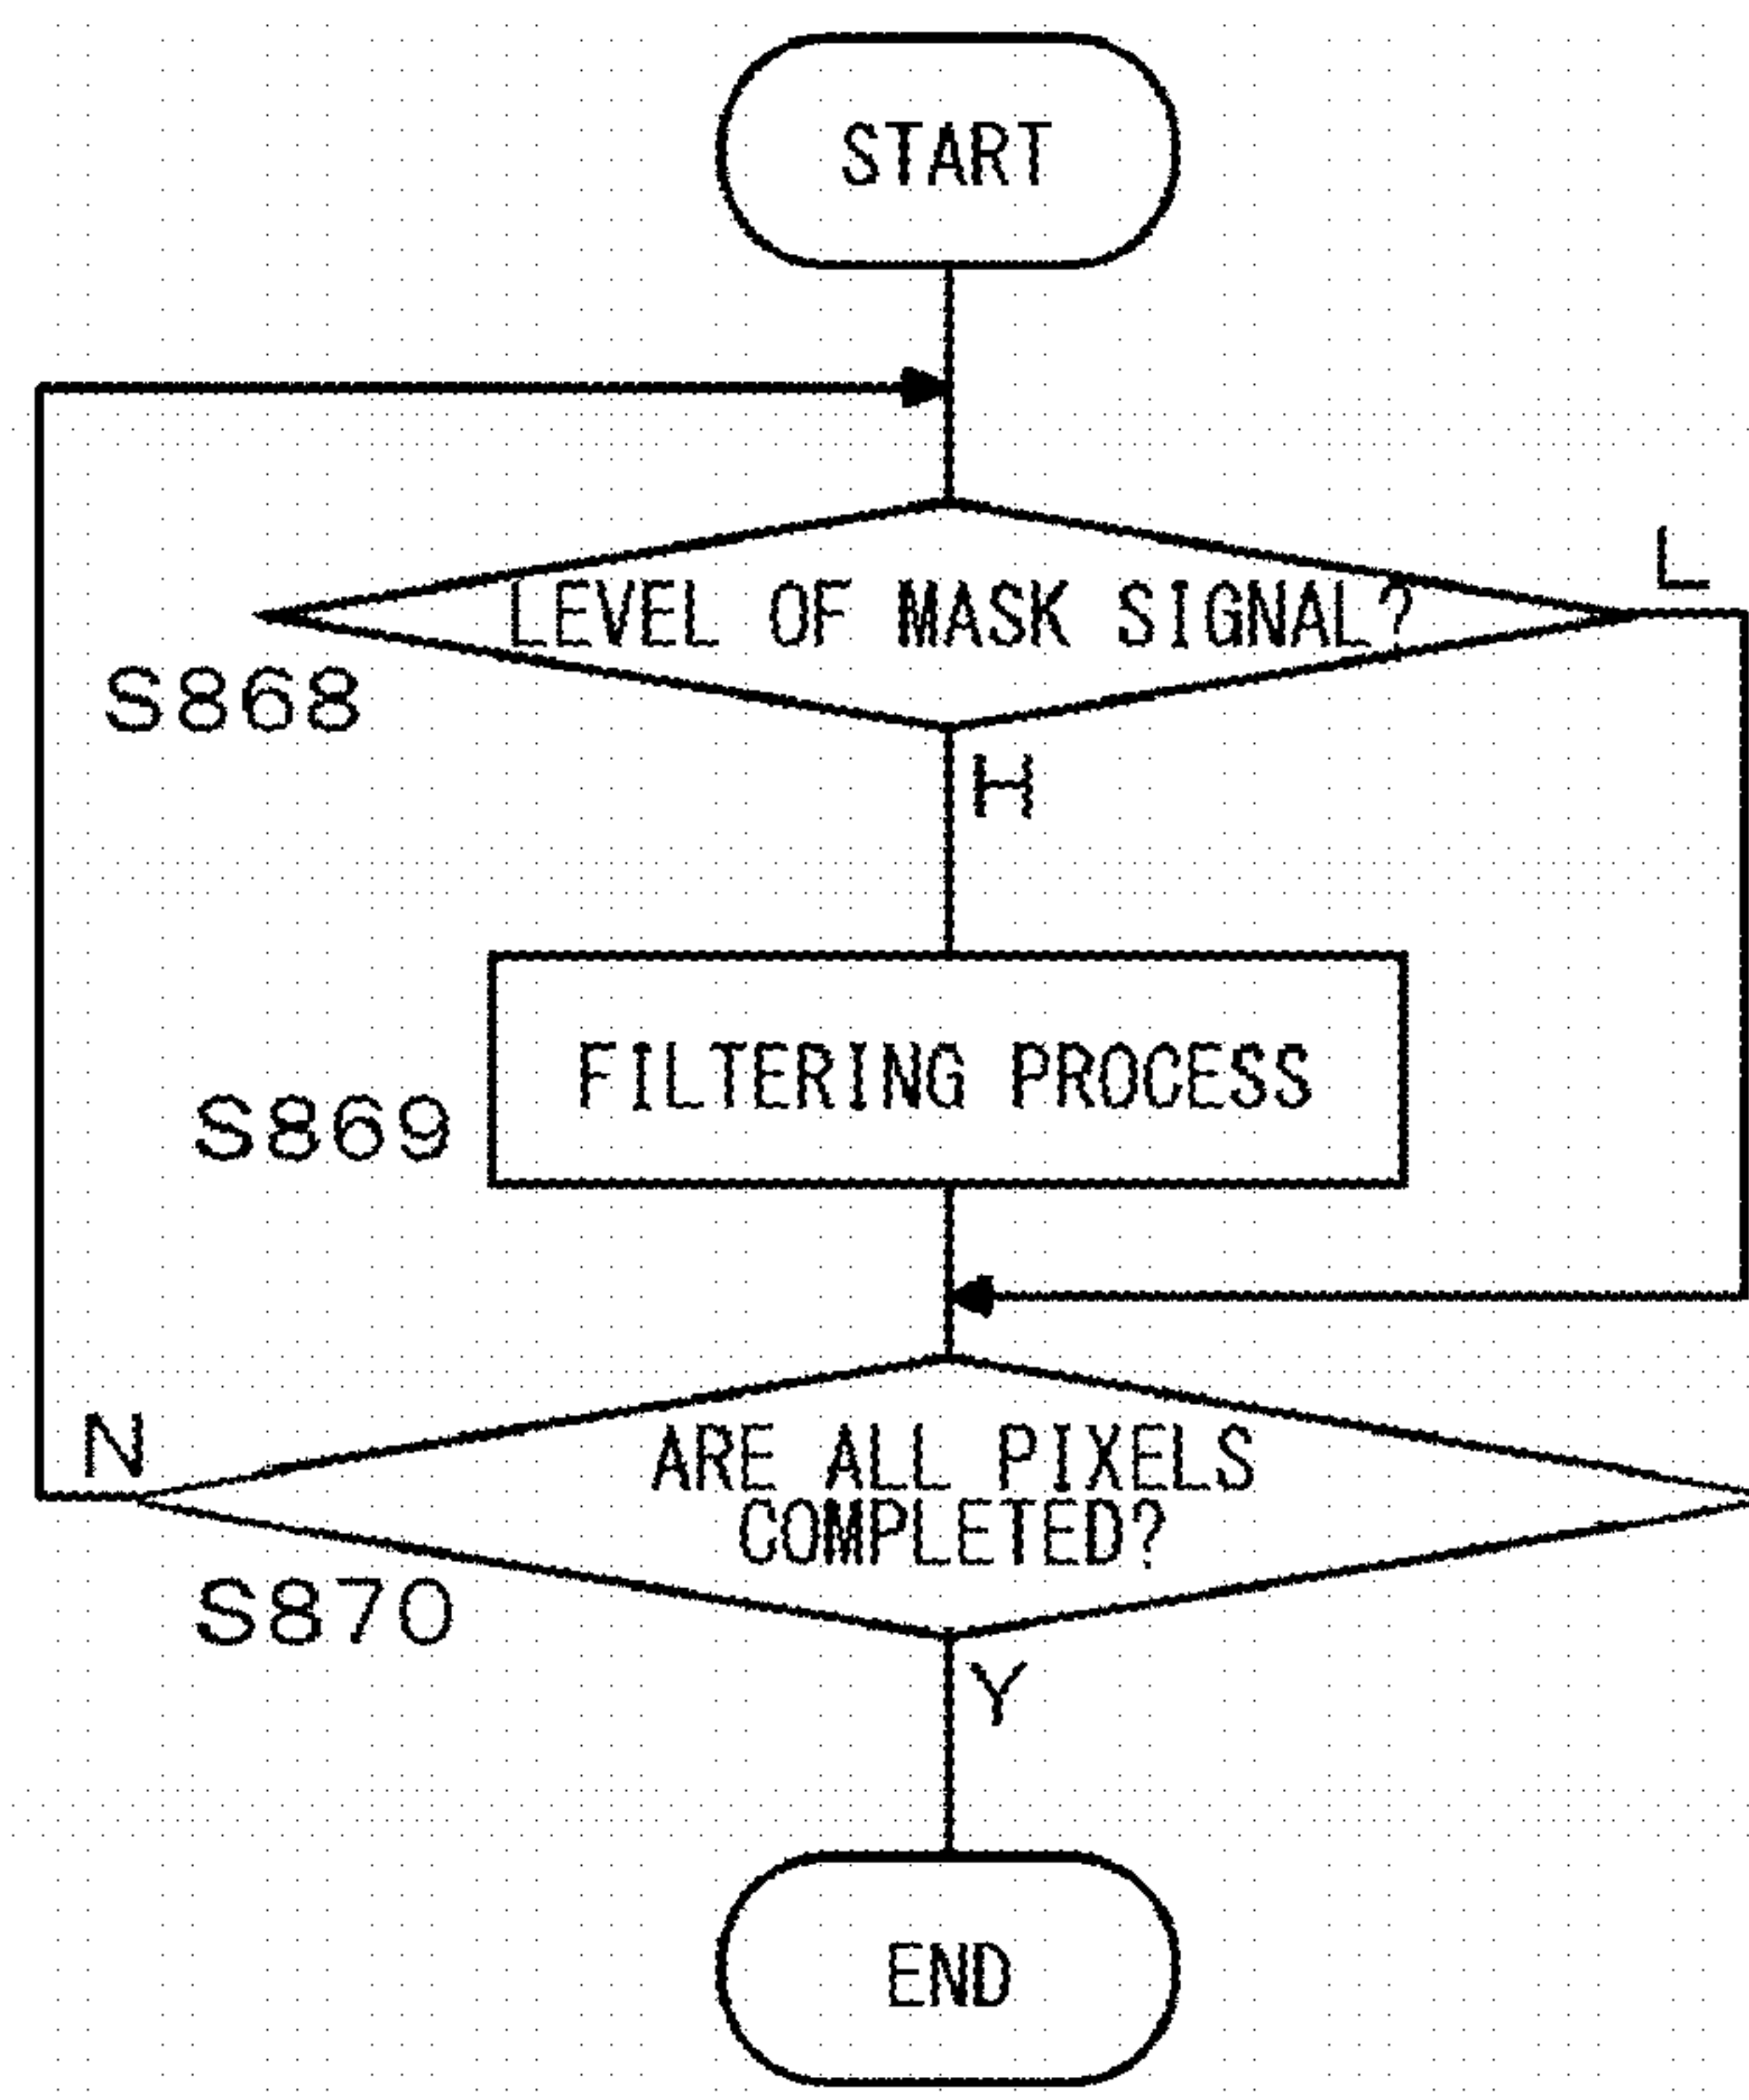 START
LEVEL OF MASK SIGNAL?
L
S868
H
FILTERING PROCESS
S869
N
ARE ALL PIXELS
COMPLETED?
S870
Y
END